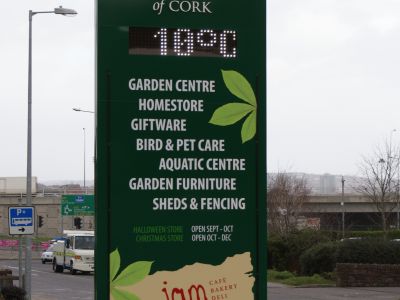 of CORK
10°C
GARDEN CENTRE
HOMESTORE
GIFTWARE
BIRD & PET CARE
AQUATIC CENTRE
GARDEN FURNITURE
SHEDS & FENCING
HALLOWEEN STORE OPEN SEPT - OCT
CHRISTMAS STORE OPEN OCT - DEC
jam CAFE
BAKERY
DELI
P